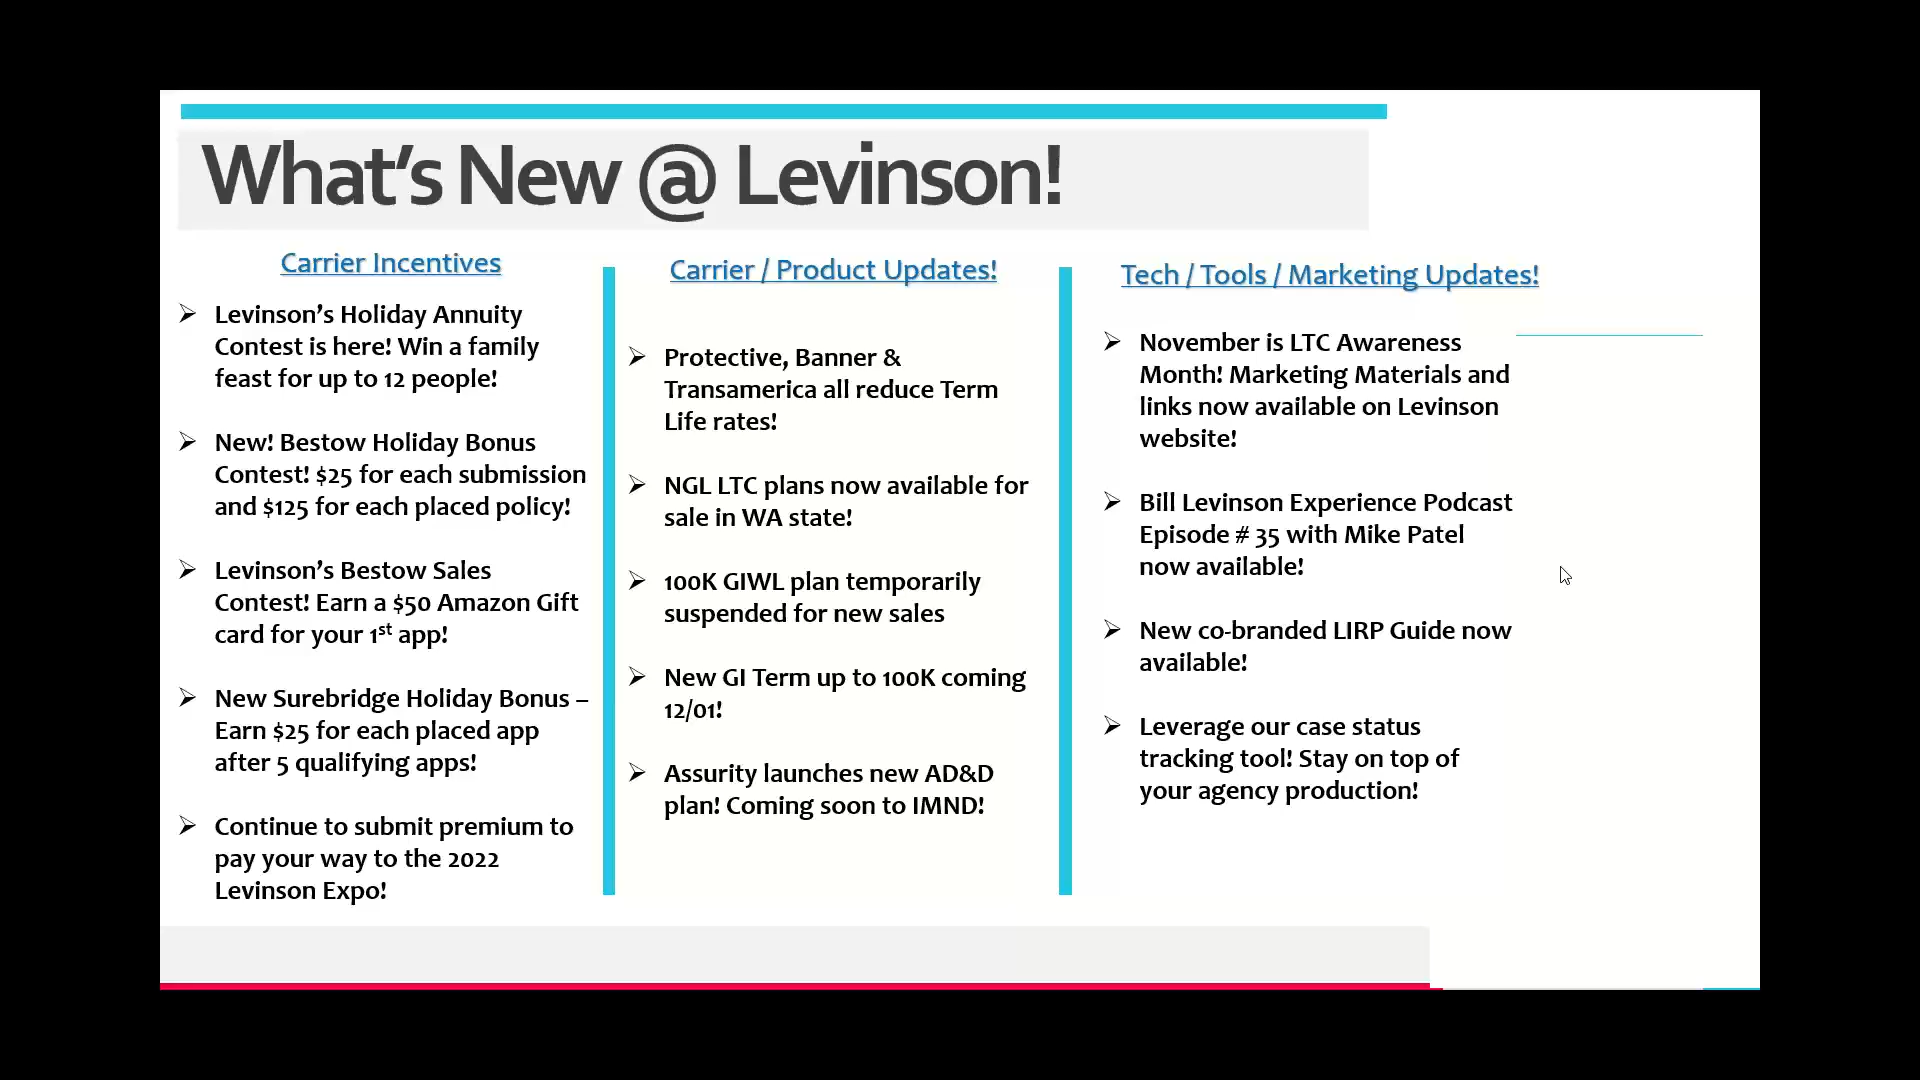 What's New @ Levinson!
Carrier Incentives
➢ Levinson's Holiday Annuity
Contest is here! Win a family
feast for up to 12 people!
➢ New! Bestow Holiday Bonus
Contest! $25 for each submission
and $125 for each placed policy!
➢ Levinson's Bestow Sales
Contest! Earn a $50 Amazon Gift
card for your 1st app!
➢ New Surebridge Holiday Bonus –
Earn $25 for each placed app
after 5 qualifying apps!
➢ Continue to submit premium to
pay your way to the 2022
Levinson Expo!
Carrier / Product Updates!
➢ Protective, Banner &
Transamerica all reduce Term
Life rates!
➢ NGL LTC plans now available for
sale in WA state!
➢ 100K GIWL plan temporarily
suspended for new sales
➢ New GI Term up to 100K coming
12/01!
➢ Assurity launches new AD&D
plan! Coming soon to IMND!
Tech / Tools / Marketing Updates!
➢ November is LTC Awareness
Month! Marketing Materials and
links now available on Levinson
website!
➢ Bill Levinson Experience Podcast
Episode # 35 with Mike Patel
now available!
➢ New co-branded LIRP Guide now
available!
➢ Leverage our case status
tracking tool! Stay on top of
your agency production!